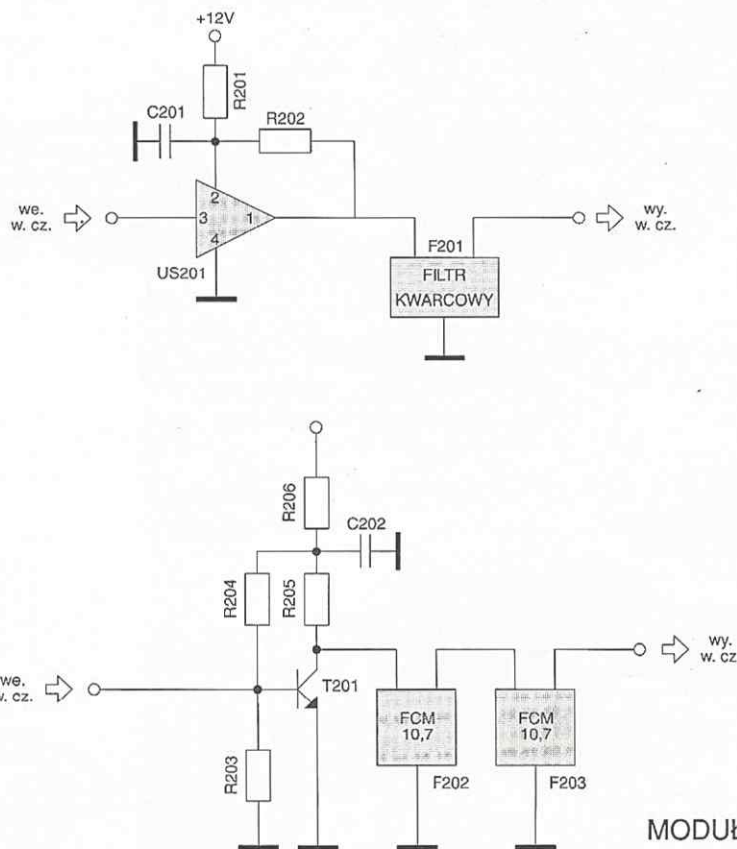 +12V
R201
C201
R202
we.
w. cz.
2
3
1
4
US201
F201
FILTR
KWARCOWY
wy.
w. cz.
R206
C202
R204
R205
we.
w. cz.
T201
FCM
10,7
FCM
10,7
wy.
w. cz
R203
F202
F203
MODUŁ